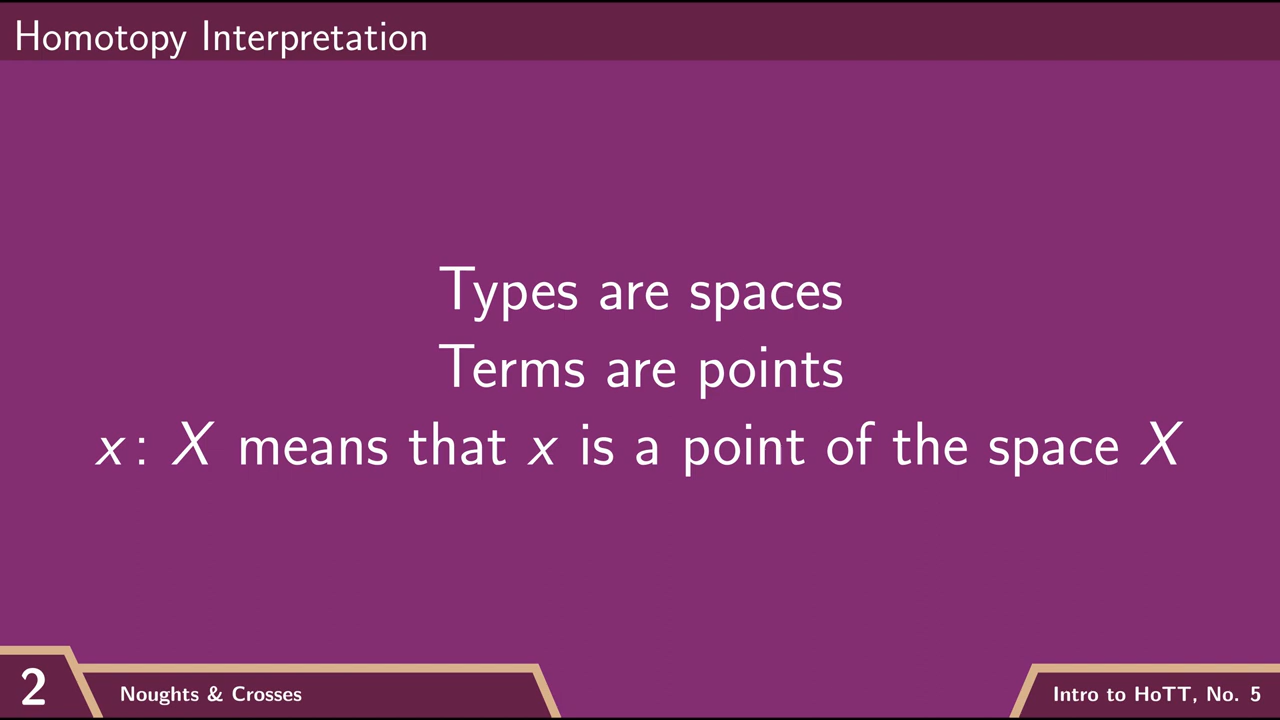 Homotopy Interpretation
Types are spaces
Terms are points
x : X means that x is a point of the space X
2
Noughts & Crosses
Intro to HoTT, No. 5